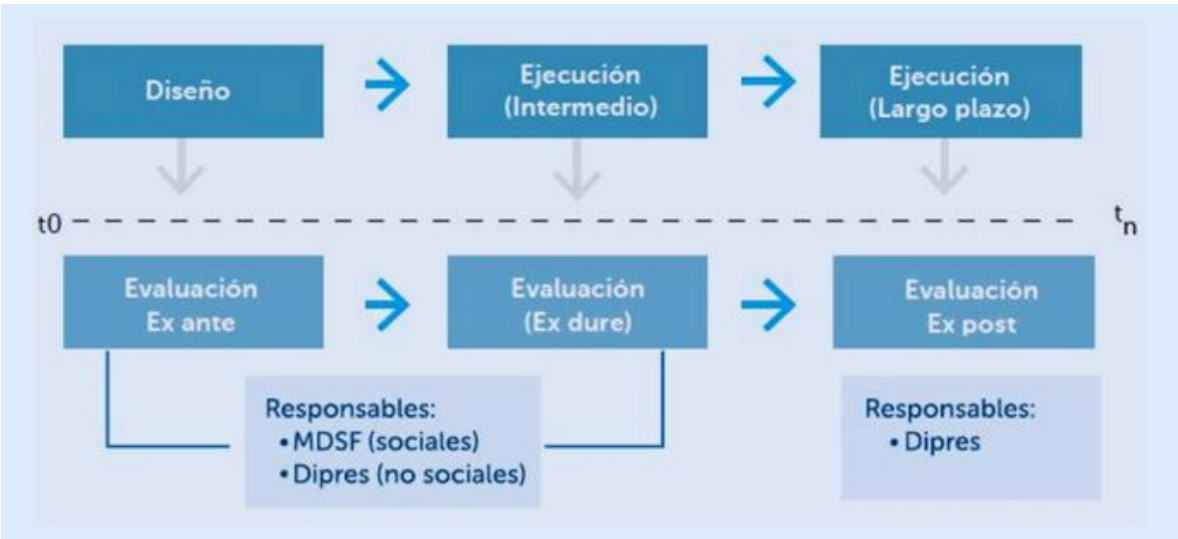 Diseño
Ejecución
(Intermedio)
Ejecución
(Largo plazo)
t0
tn
Evaluación
Ex ante
Evaluación
(Ex dure)
Evaluación
Ex post
Responsables:
•MDSF (sociales)
•Dipres (no sociales)
Responsables:
•Dipres